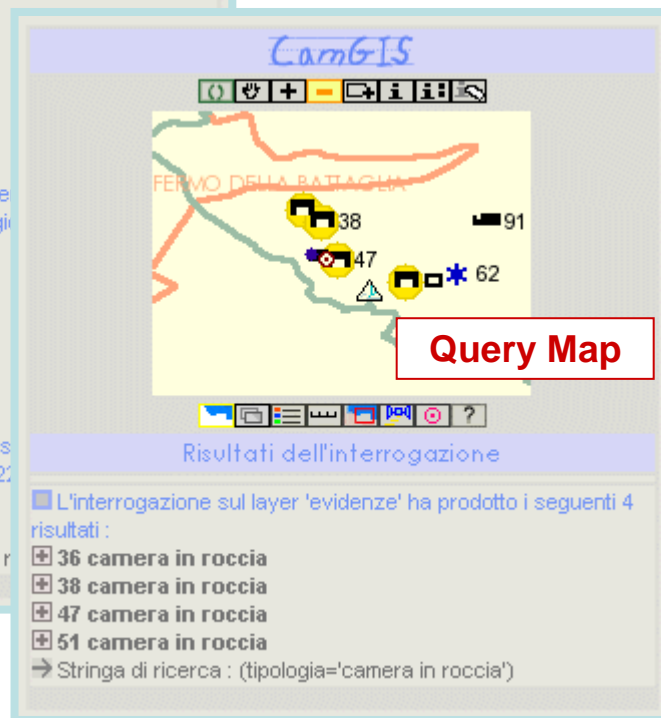 CamGIS
FERMO DELLA BATTAGLIA
38
91
47
62
Query Map
?
Risultati dell'interrogazione
L'interrogazione sul layer 'evidenze' ha prodotto i seguenti 4
risultati :
36 camera in roccia
38 camera in roccia
47 camera in roccia
51 camera in roccia
Stringa di ricerca : (tipologia='camera in roccia')